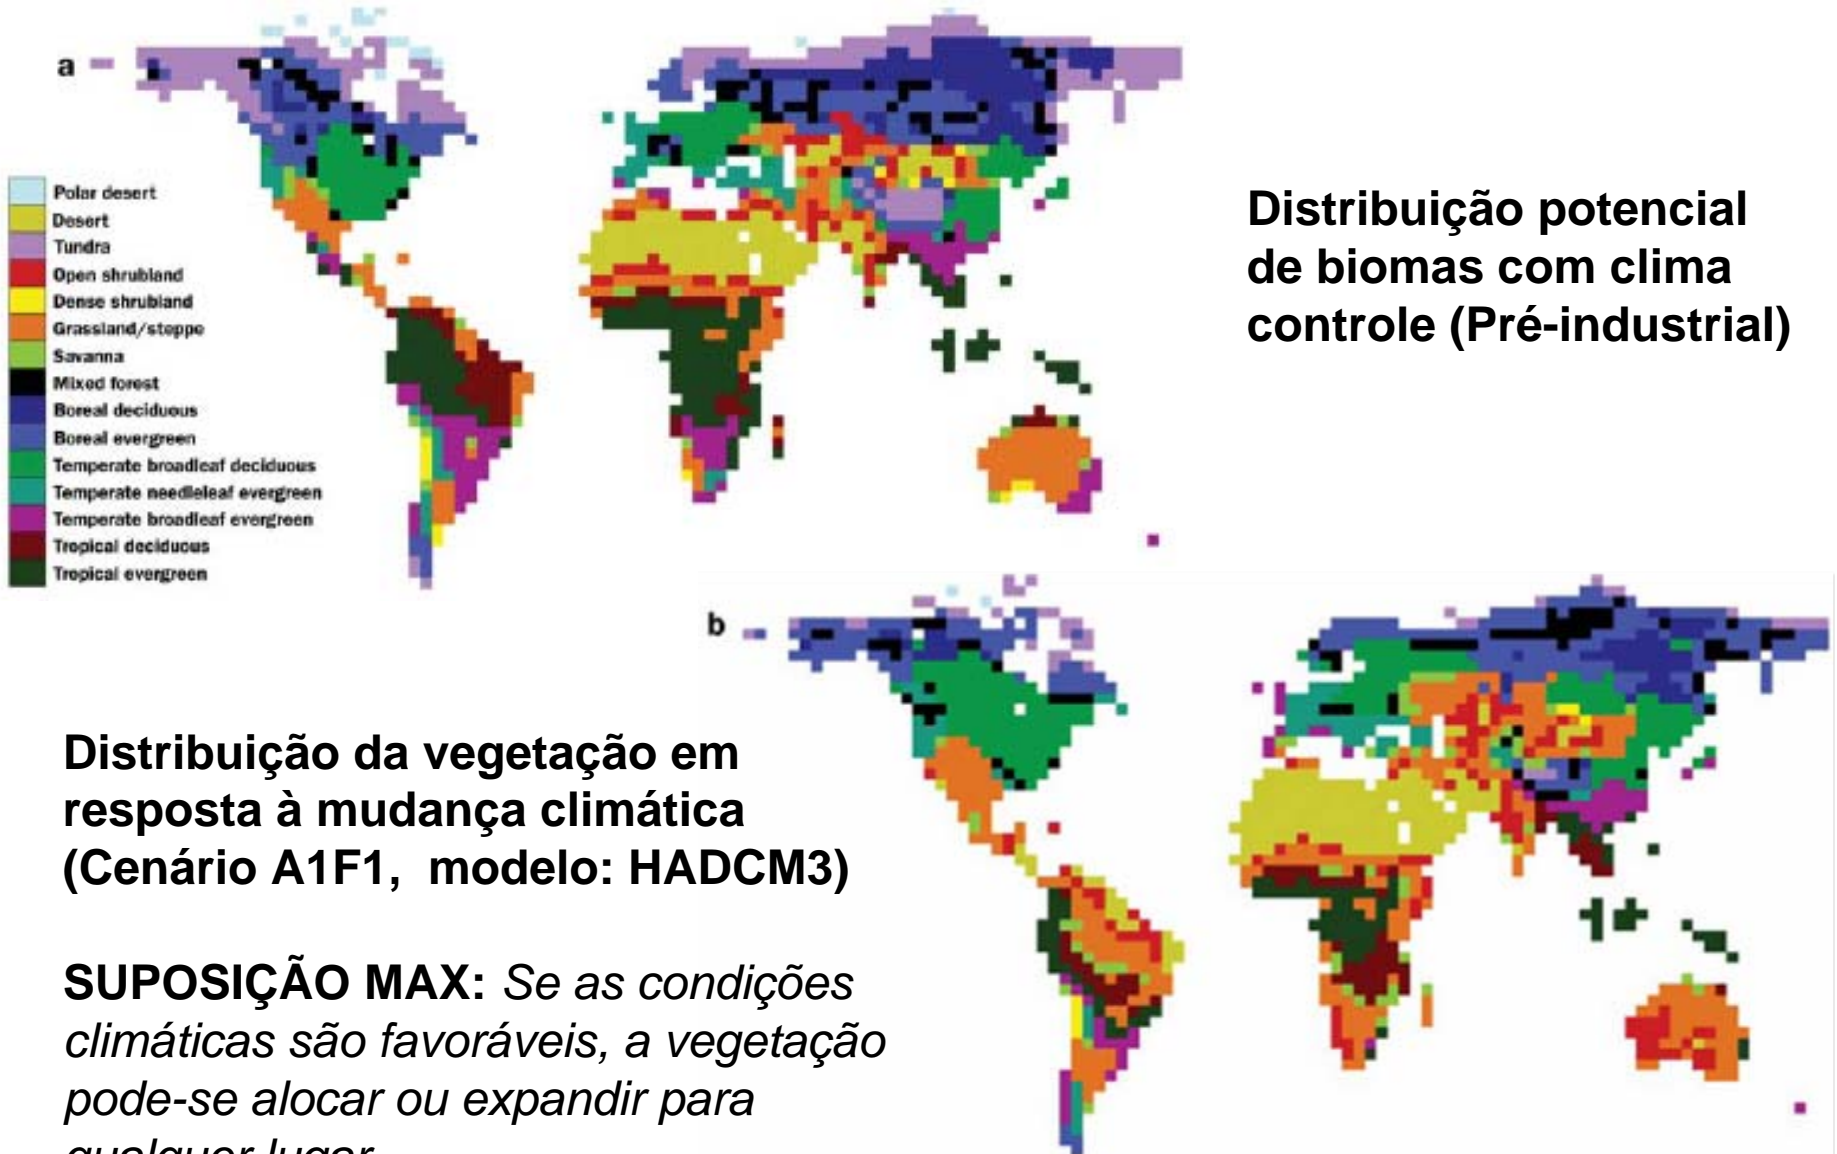 a
Polar desert
Desert
Tundra
Open shrubland
Dense shrubland
Grassland/steppe
Savanna
Mixed forest
Boreal deciduous
Boreal evergreen
Temperate broadleaf deciduous
Temperate needleleaf evergreen
Temperate broadleaf evergreen
Tropical deciduous
Tropical evergreen
Distribuição potencial
de biomas com clima
controle (Pré-industrial)
b
Distribuição da vegetação em
resposta à mudança climática
(Cenário A1F1, modelo: HADCM3)
SUPOSIÇÃO MAX: Se as condições
climáticas são favoráveis, a vegetação
pode-se alocar ou expandir para
qualquer lugar